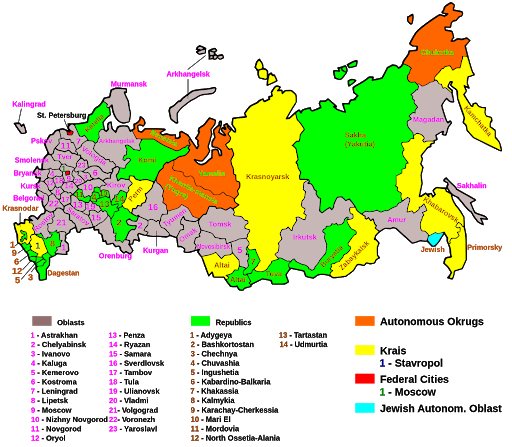 Chukotka
Arkhangelsk
Murmansk
Kalingrad
St. Petersburg
Karelia
Magadan
Kamchatka
Pskov
Tver
Vologda
Arkhangelsk
Komi
Yamalia
Sakha
(Yakutia)
Smolensk
Bryansk
Kursk
Belgorod
Krasnodar
Kirov
Perm
Krasnoyarsk
Sakhalin
Khabarovsk
Tyumen
Omsk
Tomsk
Novosibirsk
Irkutsk
Amur
Buryatia
Zabaykalsk
Primorsky
Jewish
Altai
Altai
Tuva
Kurgan
Orenburg
Dagestan
Oblasts
1 - Astrakhan
2 - Chelyabinsk
3 - Ivanovo
4 - Kaluga
5 - Kemerovo
6 - Kostroma
7 - Leningrad
8 - Lipetsk
9 - Moscow
10 - Nizhny Novgorod
11 - Novgorod
12 - Oryol
13 - Penza
14 - Ryazan
15 - Samara
16 - Sverdlovsk
17 - Tambov
18 - Tula
19 - Ulianovsk
20 - Vladmi
21 - Volgograd
22 - Voronezh
23 - Yaroslavl
Republics
1 - Adygeya
2 - Bashkortostan
3 - Chechnya
4 - Chuvashia
5 - Ingushetia
6 - Kabardino-Balkaria
7 - Khakassia
8 - Kalmykia
9 - Karachay-Cherkessia
10 - Mari El
11 - Mordovia
12 - North Ossetia-Alania
13 - Tartastan
14 - Udmurtia
Autonomous Okrugs
Krais
1 - Stavropol
Federal Cities
1 - Moscow
Jewish Autonom. Oblast